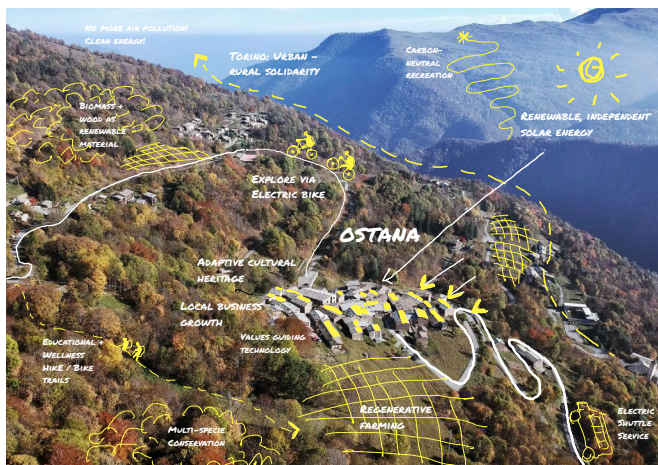 No more air pollution!
Clean energy!
Torino: Urban -
rural solidarity
Carbon-
neutral
recreation
Biomass +
wood as
renewable
material
Renewable, independent
solar energy
Explore via
Electric bike
OSTANA
Adaptive cultural
heritage
Local business
growth
Values guiding
technology
Educational +
Wellness
Hike / Bike
trails
Regenerative
farming
Multi-specie
Conservation
Electric
Shuttle
Service